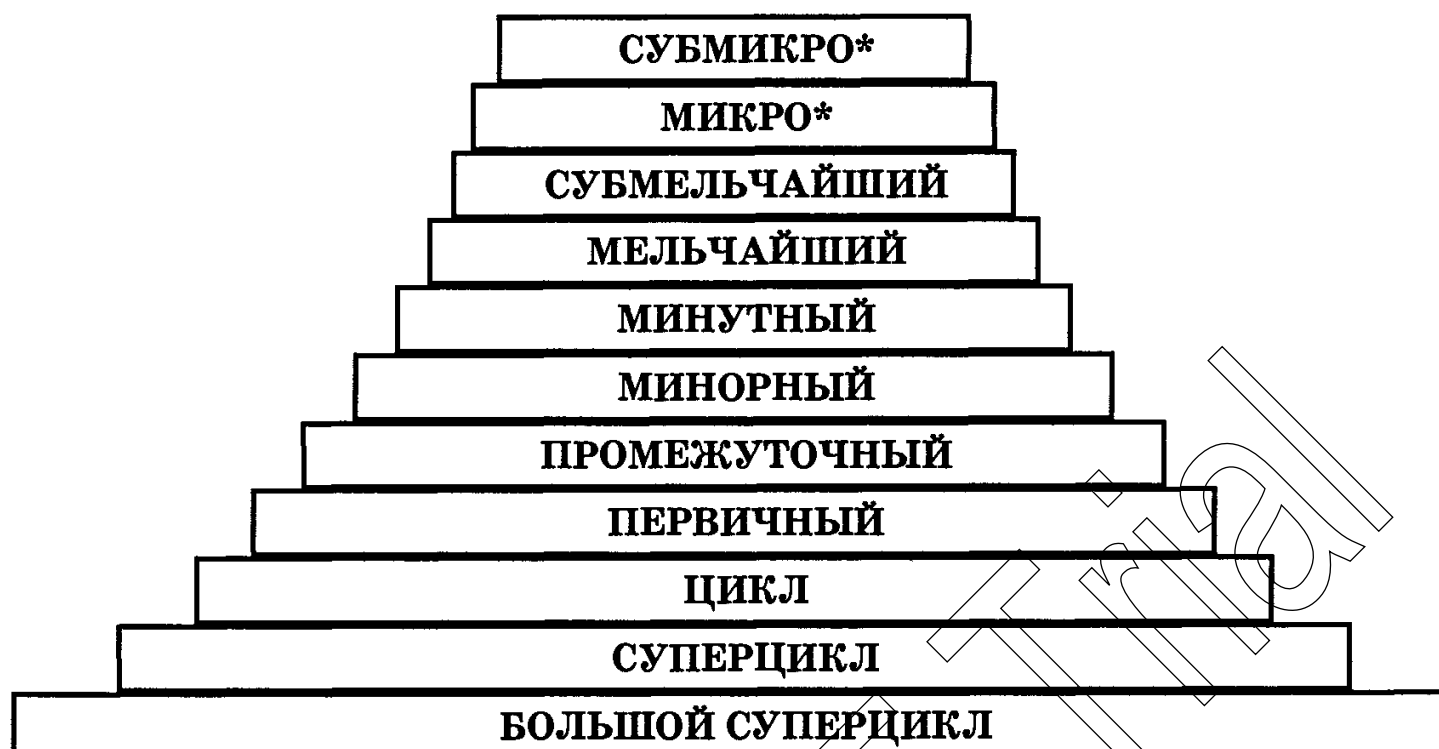 СУБМИКРО*
МИКРО*
СУБМЕЛЬЧАЙШИЙ
МЕЛЬЧАЙШИЙ
МИНУТНЫЙ
МИНОРНЫЙ
ПРОМЕЖУТОЧНЫЙ
ПЕРВИЧНЫЙ
ЦИКЛ
СУПЕРЦИКЛ
БОЛЬШОЙ СУПЕРЦИКЛ
Trial